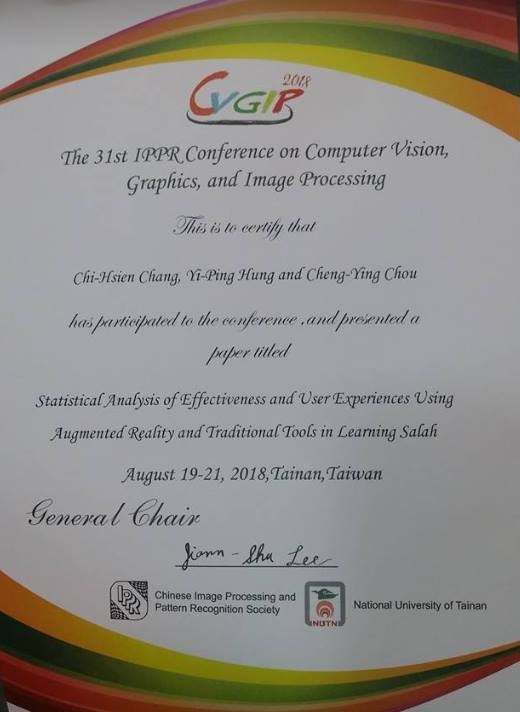 CVGIP 2018
The 31st IPPR Conference on Computer Vision,
Graphics, and Image Processing
This is to certify that
Chi-Hsien Chang, Yi-Ping Hung and Cheng-Ying Chou
has participated to the conference ,and presented a
paper titled
Statistical Analysis of Effectiveness and User Experiences Using
Augmented Reality and Traditional Tools in Learning Salah
August 19-21, 2018,Tainan,Taiwan
General Chair
Jiann-Shu Lee
IPPR
Chinese Image Processing and
Pattern Recognition Society
NUTN
National University of Tainan